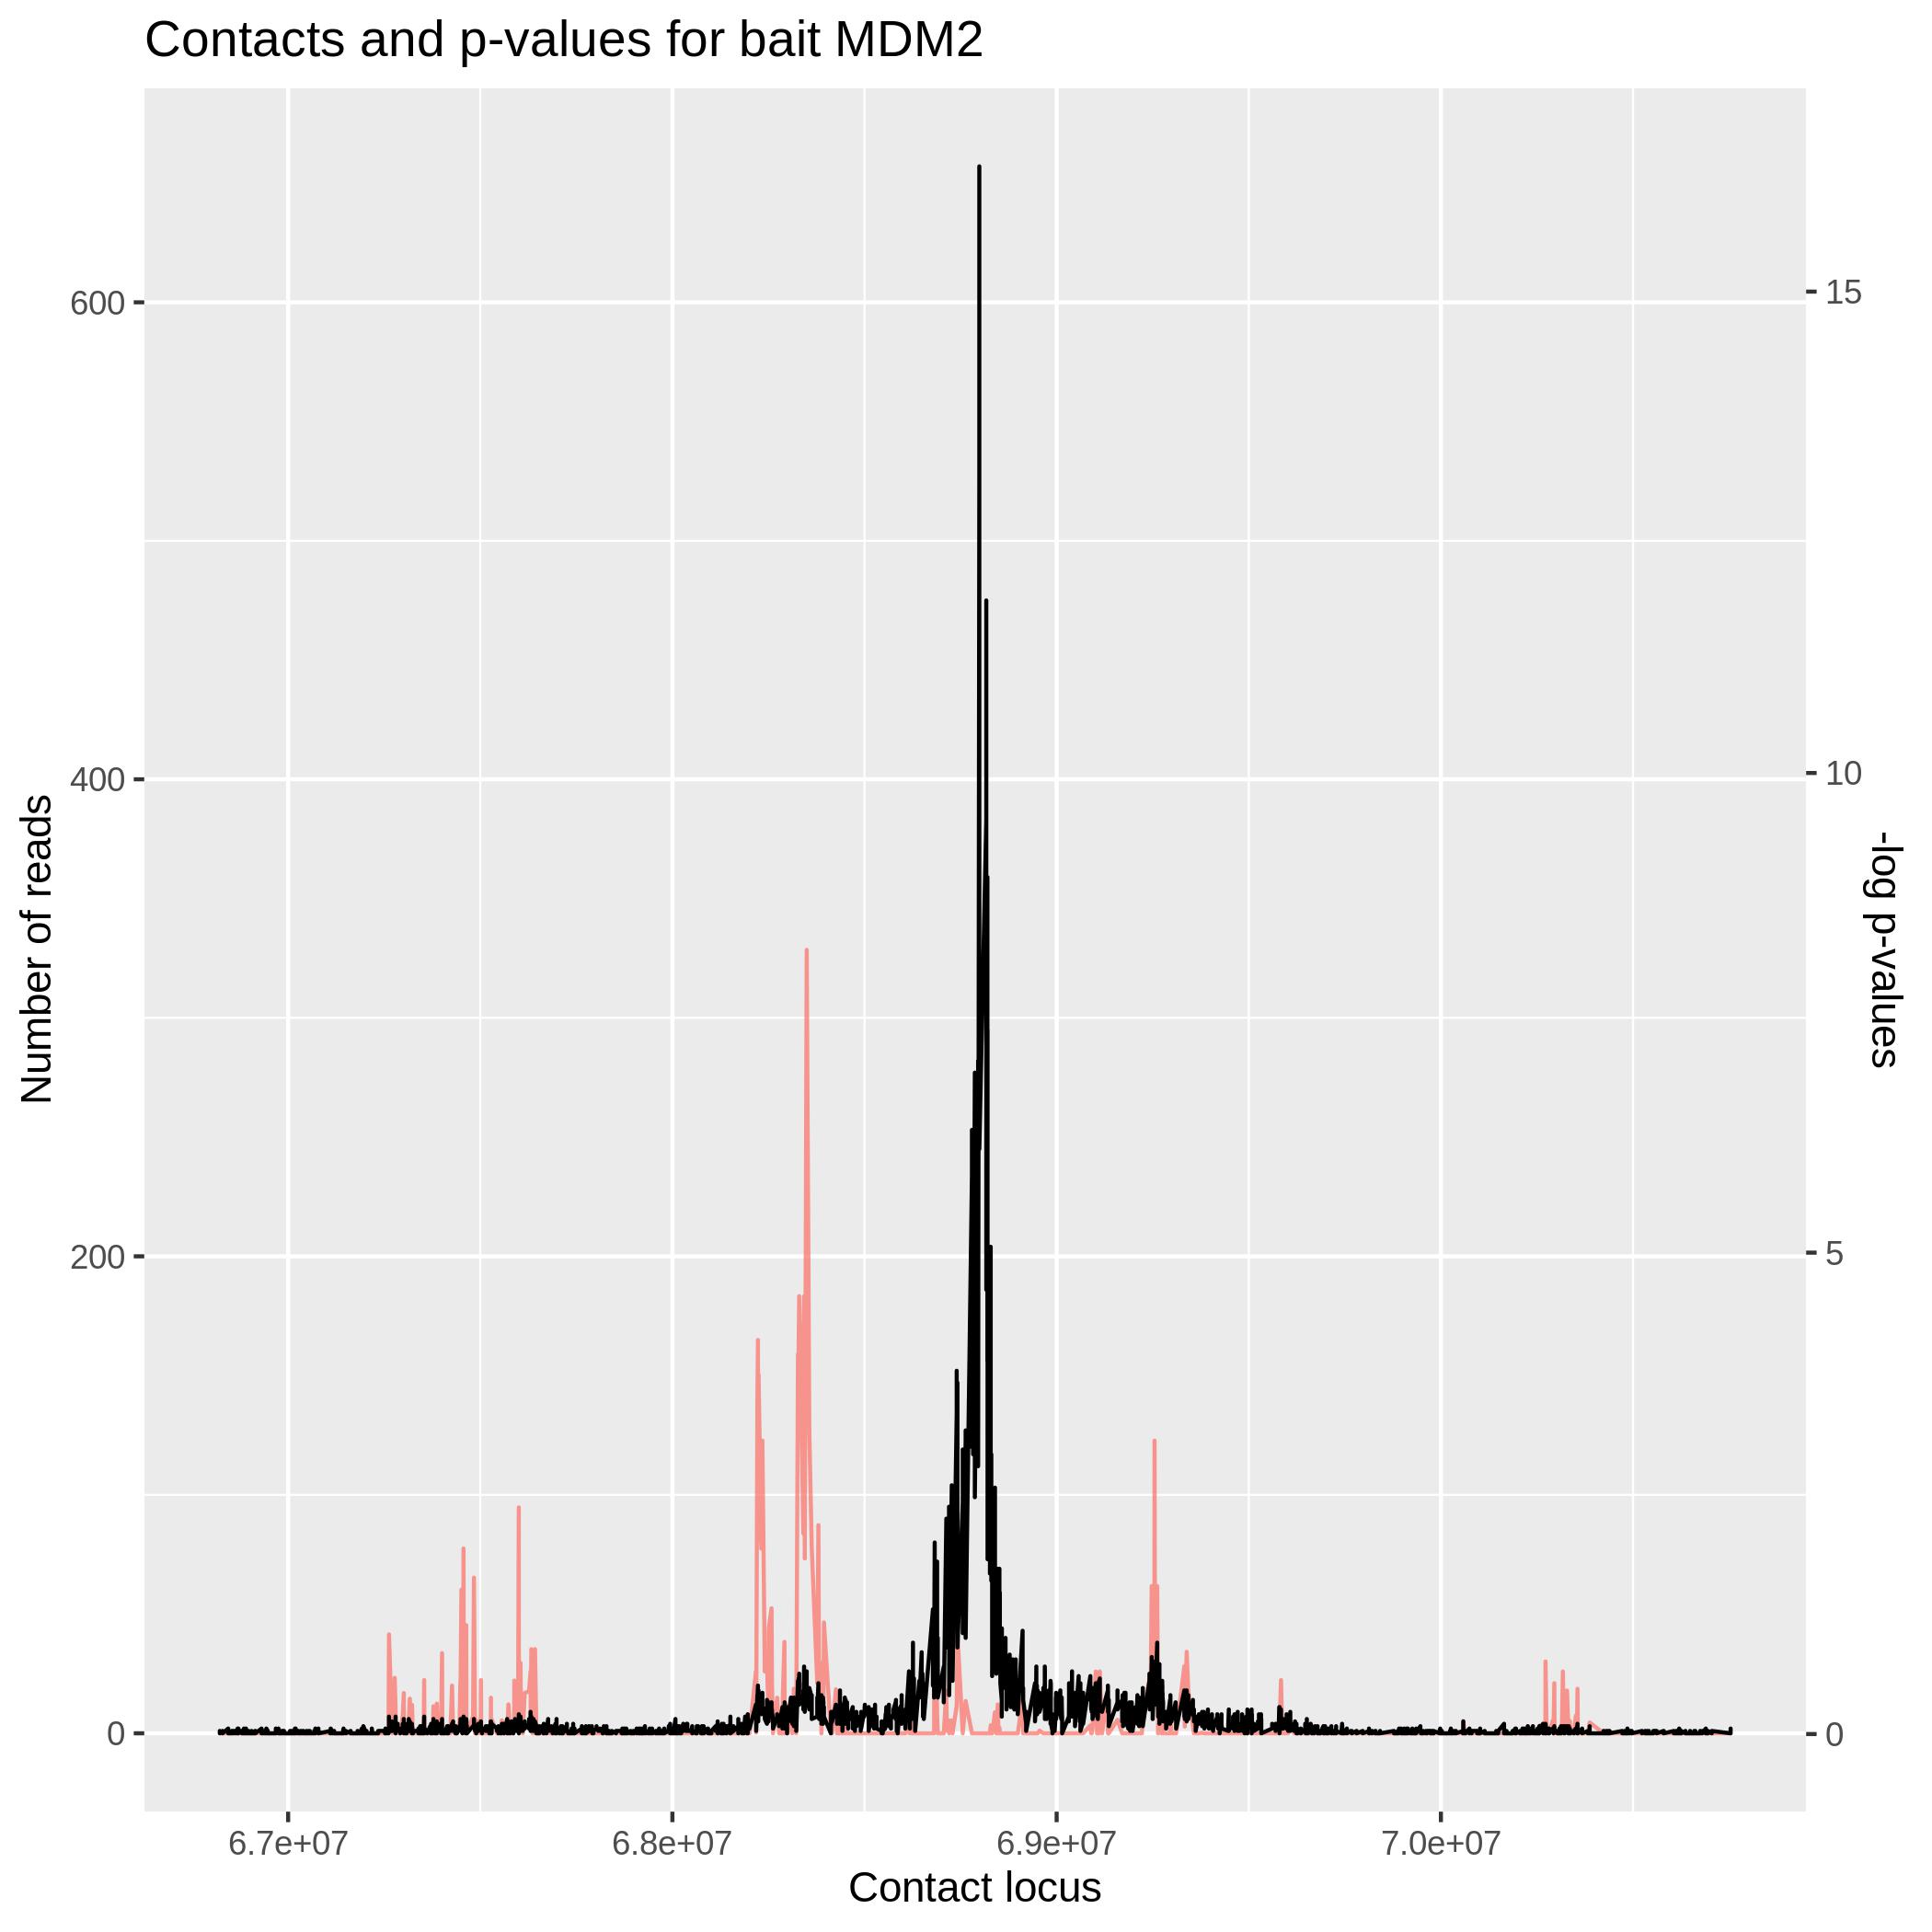 Contacts and p-values for bait MDM2
Number of reads
600
400
200
0
15
10
5
0
-log p-values
6.7e+07
6.8e+07
6.9e+07
7.0e+07
Contact locus